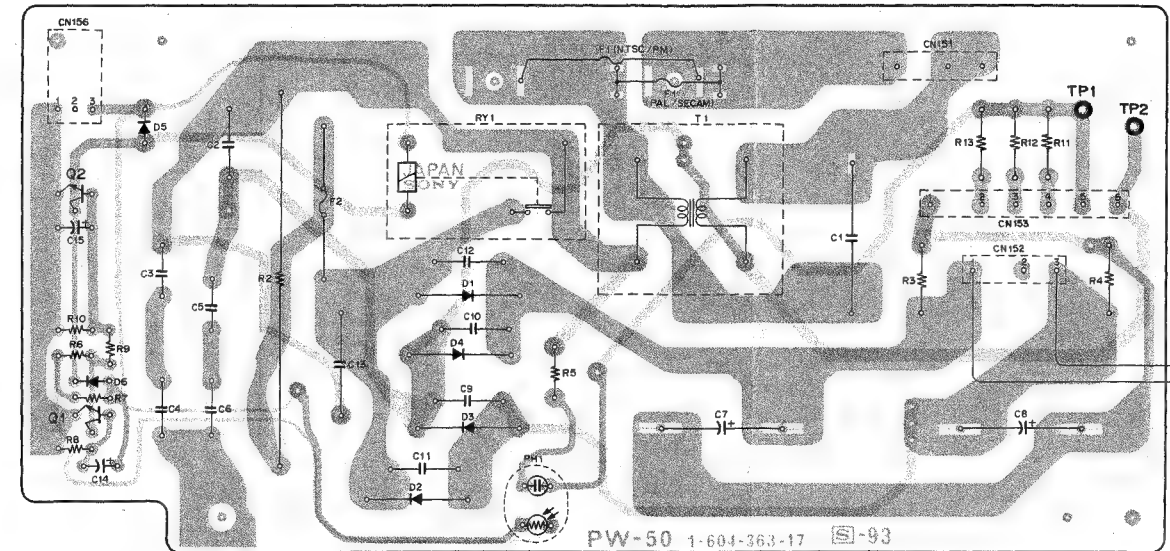 CN156
1 2 3
D5
Q2
C15
C2
F2
C3
C5
R2
R10
R6
R9
D6
R7
Q1
R8
C14
C4
C6
C13
F1 (NTSC/PM)
F1
(PAL/SECAM)
RY1
JAPAN
SONY
T1
C12
D1
C10
D4
C9
D3
C11
D2
R5
PH1
C1
CN151
TP1
TP2
R13
R12
R11
CN153
CN152
2 3
R3
R4
C7
C8
PW-50 1-604-363-17 S-93